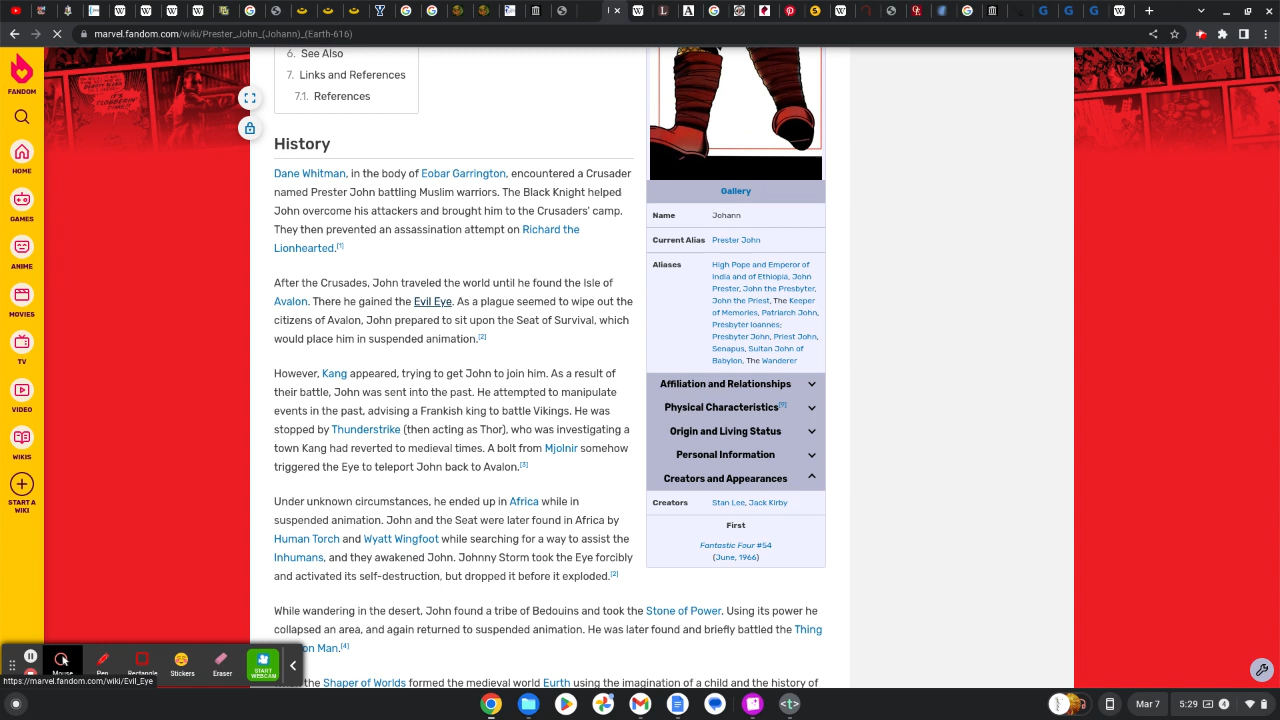 marvel.fandom.com/wiki/Prester_John_(Johann)_(Earth-616)
FANDOM
HOME
GAMES
ANIME
MOVIES
TV
VIDEO
WIKIS
START A
WIKI
6. See Also
7. Links and References
7.1. References
History
Dane Whitman, in the body of Eobar Garrington, encountered a Crusader
named Prester John battling Muslim warriors. The Black Knight helped
John overcome his attackers and brought him to the Crusaders' camp.
They then prevented an assassination attempt on Richard the
Lionhearted.[1]
After the Crusades, John traveled the world until he found the Isle of
Avalon. There he gained the Evil Eye. As a plague seemed to wipe out the
citizens of Avalon, John prepared to sit upon the Seat of Survival, which
would place him in suspended animation.[2]
However, Kang appeared, trying to get John to join him. As a result of
their battle, John was sent into the past. He attempted to manipulate
events in the past, advising a Frankish king to battle Vikings. He was
stopped by Thunderstrike (then acting as Thor), who was investigating a
town Kang had reverted to medieval times. A bolt from Mjolnir somehow
triggered the Eye to teleport John back to Avalon.[3]
Under unknown circumstances, he ended up in Africa while in
suspended animation. John and the Seat were later found in Africa by
Human Torch and Wyatt Wingfoot while searching for a way to assist the
Inhumans, and they awakened John. Johnny Storm took the Eye forcibly
and activated its self-destruction, but dropped it before it exploded.[2]
While wandering in the desert, John found a tribe of Bedouins and took the Stone of Power. Using its power he
collapsed an area, and again returned to suspended animation. He was later found and briefly battled the Thing
on Man.[4]
the Shaper of Worlds formed the medieval world Eurth using the imagination of a child and the history of
Gallery
Name Johann
Current Alias Prester John
Aliases High Pope and Emperor of
India and of Ethiopia, John
Prester, John the Presbyter,
John the Priest, The Keeper
of Memories, Patriarch John,
Presbyter Ioannes;
Presbyter John, Priest John,
Senapus, Sultan John of
Babylon, The Wanderer
Affiliation and Relationships
Physical Characteristics[?]
Origin and Living Status
Personal Information
Creators and Appearances
Creators Stan Lee, Jack Kirby
First
Fantastic Four #54
(June, 1966)
Mouse Pen Rectangle Stickers Eraser START
WEBCAM
https://marvel.fandom.com/wiki/Evil_Eye
Mar 7 5:29